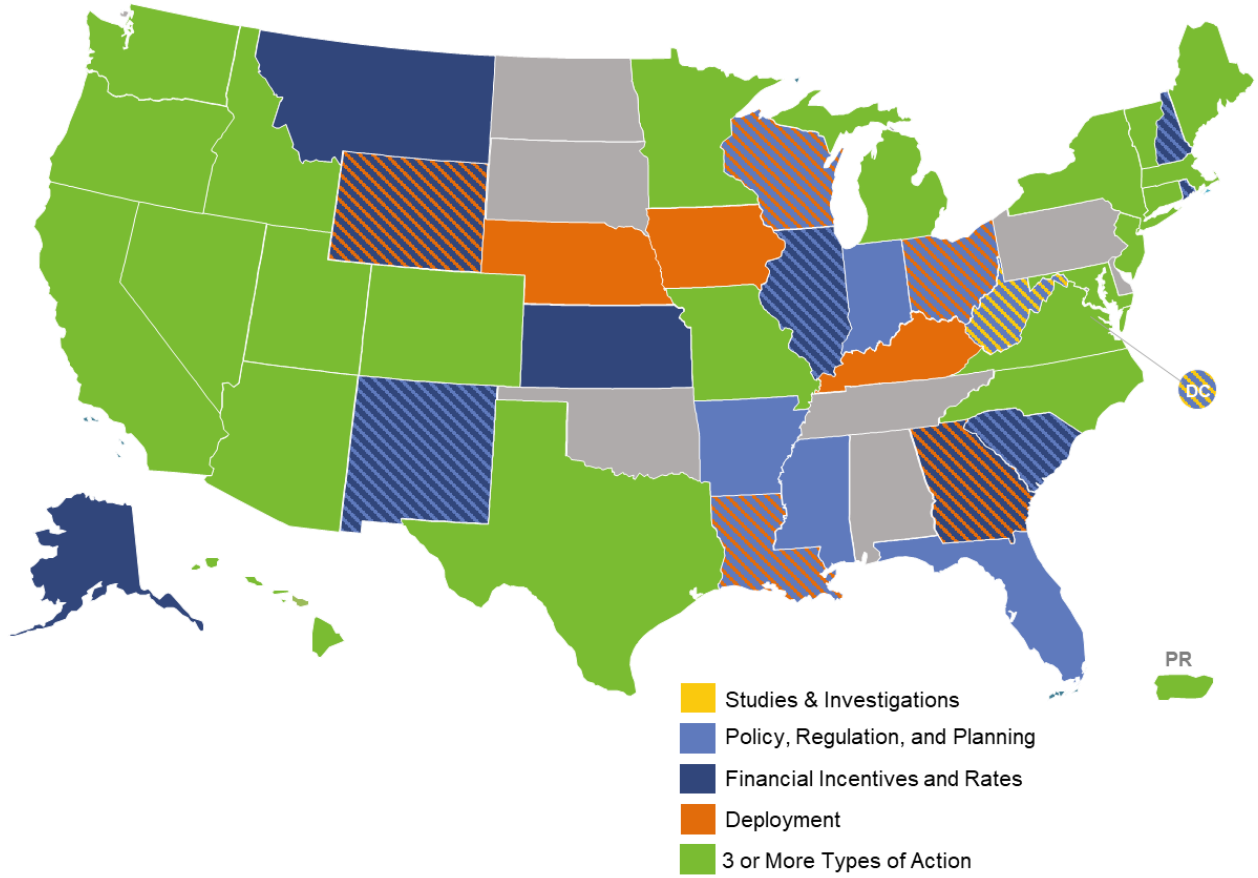 DC
PR
Studies & Investigations
Policy, Regulation, and Planning
Financial Incentives and Rates
Deployment
3 or More Types of Action